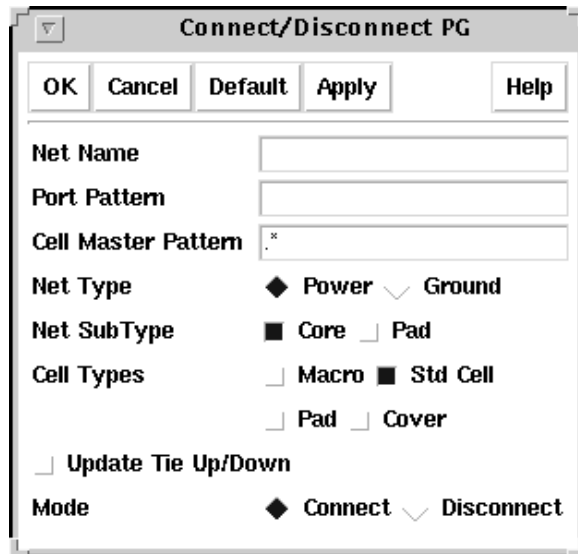 Connect/Disconnect PG
OK Cancel Default Apply Help
Net Name
Port Pattern
Cell Master Pattern .*
Net Type Power Ground
Net SubType Core Pad
Cell Types Macro Std Cell
Pad Cover
Update Tie Up/Down
Mode Connect Disconnect